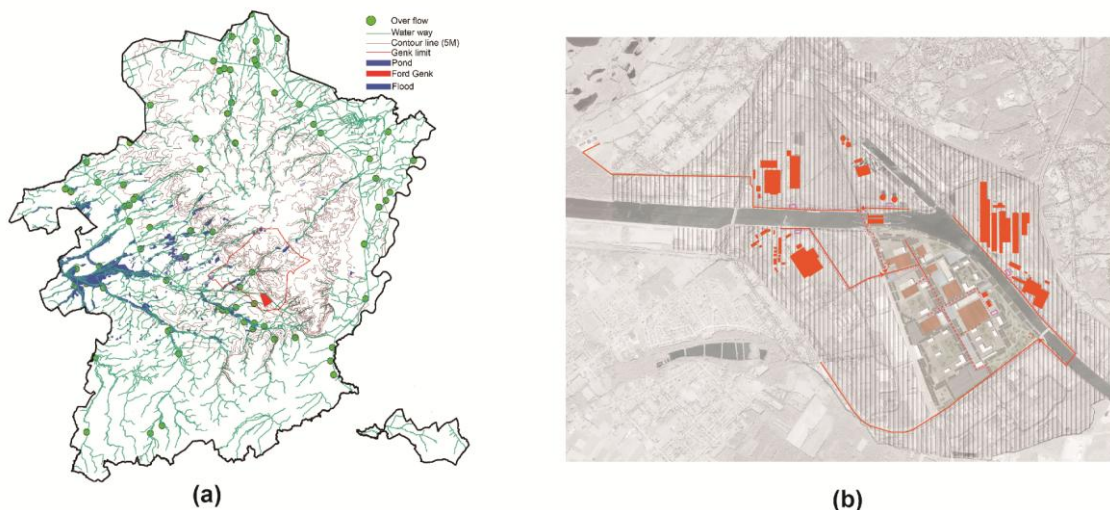 Over flow
Water way
Contour line (5M)
Genk limit
Pond
Ford Genk
Flood
(a)
(b)